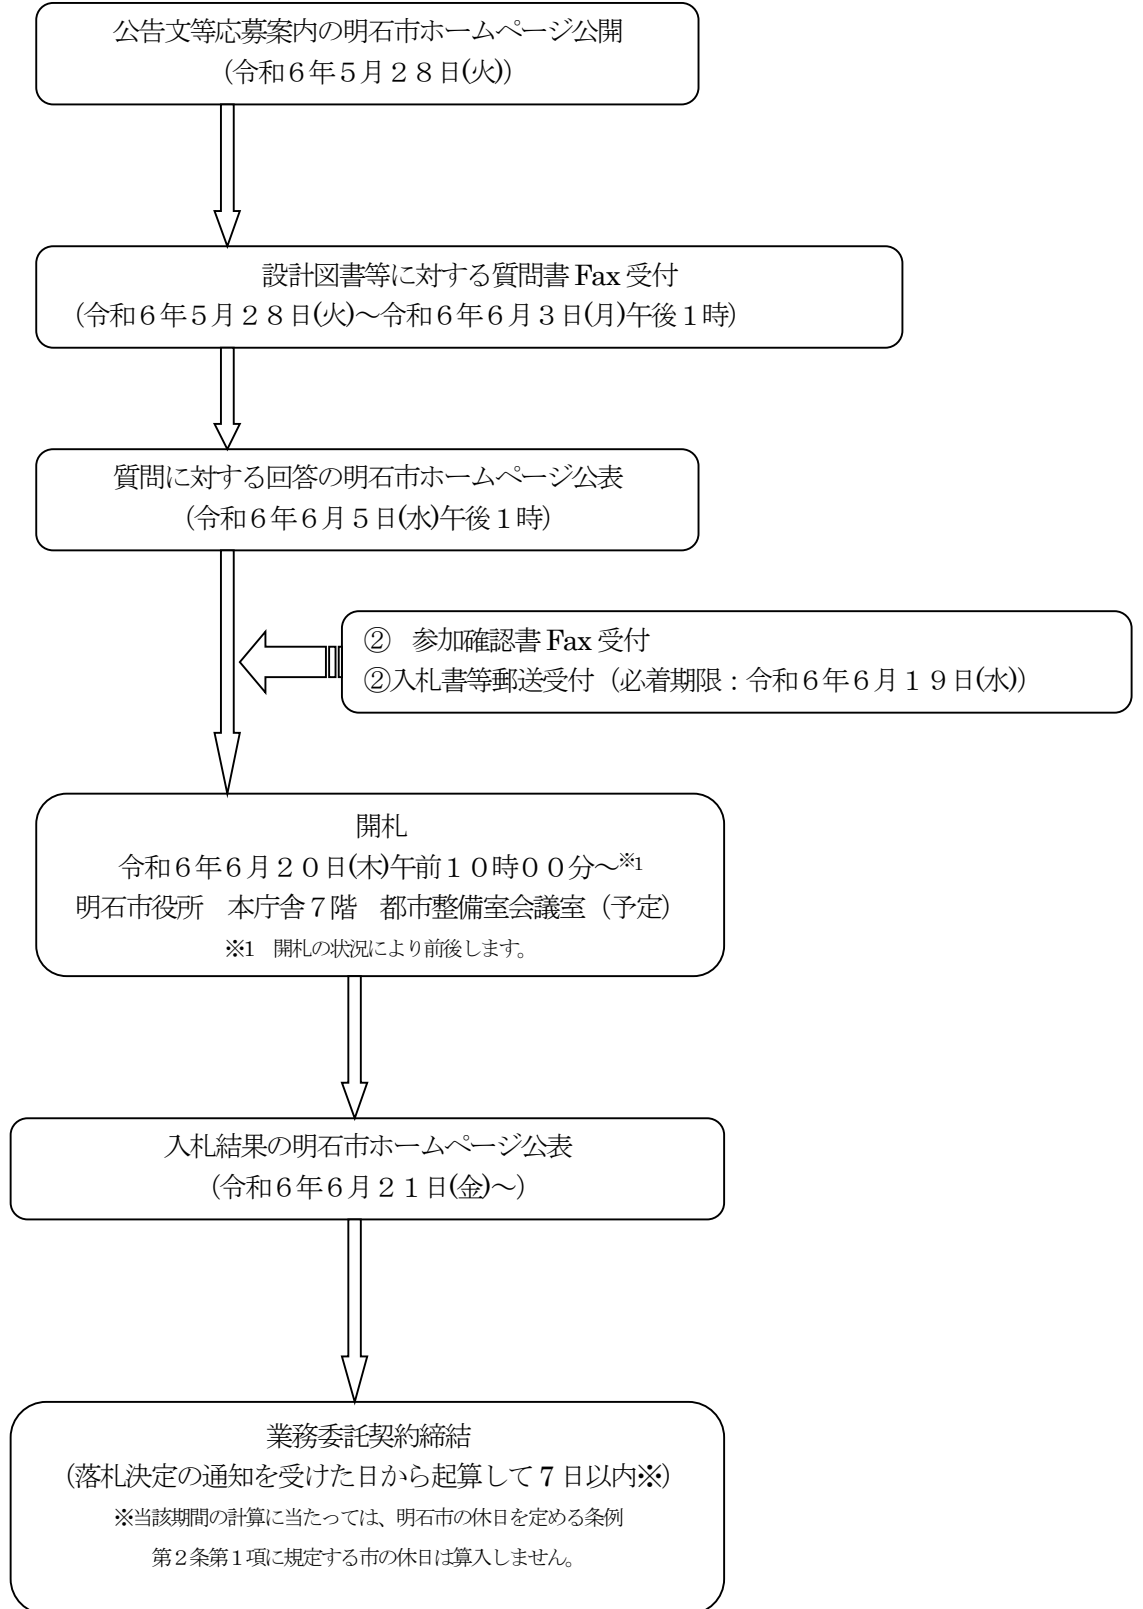 公告文等応募案内の明石市ホームページ公開
（令和６年５月２８日(火)）
設計図書等に対する質問書 Fax 受付
（令和６年５月２８日(火)～令和６年６月３日(月)午後１時）
質問に対する回答の明石市ホームページ公表
（令和６年６月５日(水)午後１時）
②　参加確認書 Fax 受付
②入札書等郵送受付（必着期限：令和６年６月１９日(水)）
開札
令和６年６月２０日(木)午前１０時００分～※1
明石市役所　本庁舎７階　都市整備室会議室（予定）
※1　開札の状況により前後します。
入札結果の明石市ホームページ公表
（令和６年６月２１日(金)～）
業務委託契約締結
（落札決定の通知を受けた日から起算して 7 日以内※）
※当該期間の計算に当たっては、明石市の休日を定める条例
第２条第１項に規定する市の休日は算入しません。